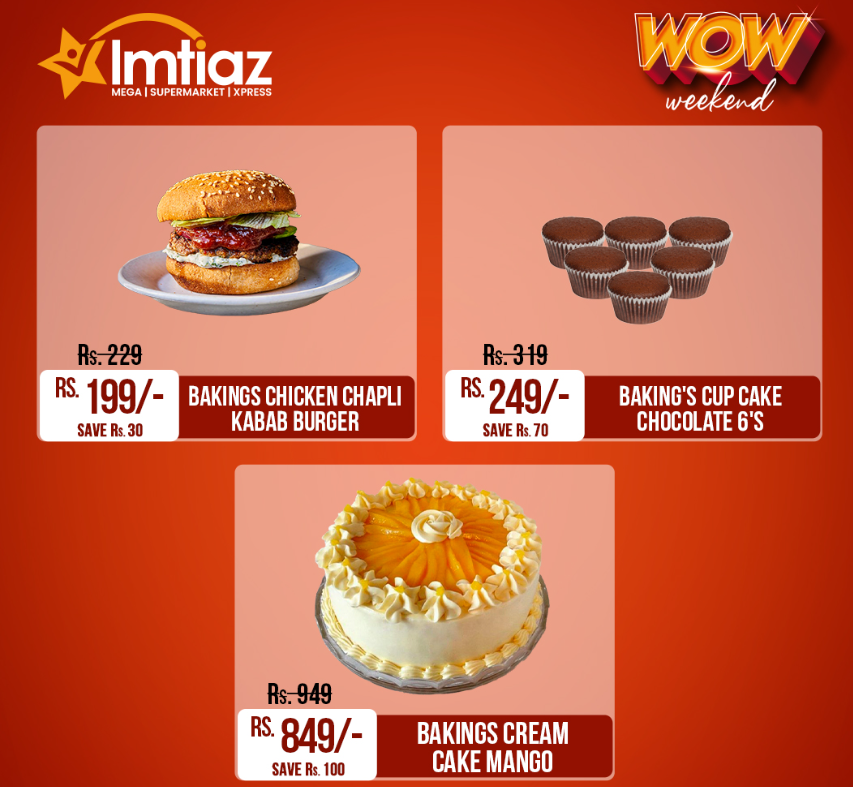 Imtiaz
MEGA | SUPERMARKET | XPRESS
WOW
weekend
Rs. 229
RS. 199/-
SAVE Rs. 30
BAKINGS CHICKEN CHAPLI
KABAB BURGER
Rs. 319
RS. 249/-
SAVE Rs. 70
BAKING'S CUP CAKE
CHOCOLATE 6'S
Rs. 949
RS. 849/-
SAVE Rs. 100
BAKINGS CREAM
CAKE MANGO